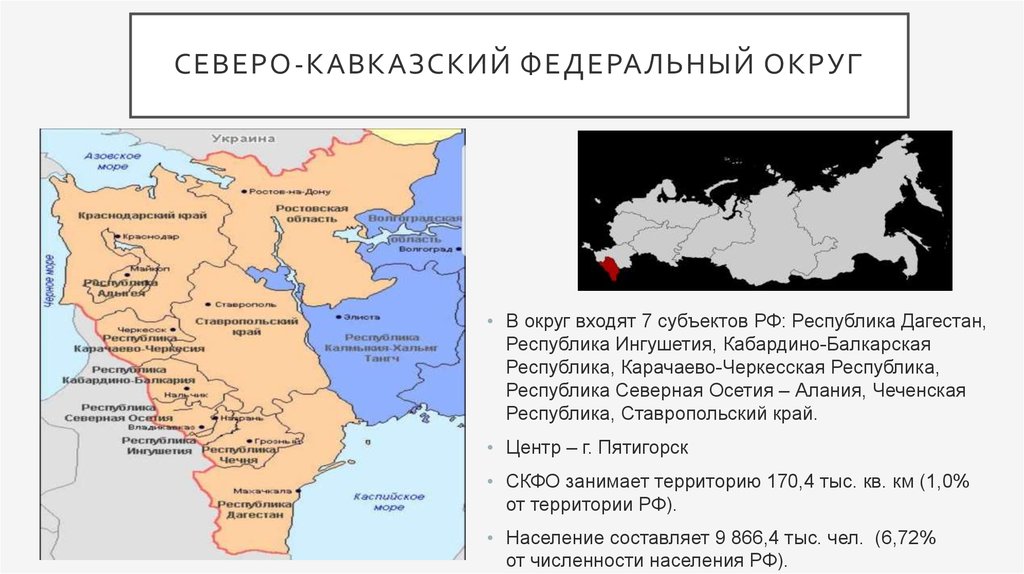 СЕВЕРО-КАВКАЗСКИЙ ФЕДЕРАЛЬНЫЙ ОКРУГ
Украина
Азовское
море
Ростов-на-Дону
Ростовская
область
Краснодарский край
Краснодар
Волгоградская
область
Волгоград
Черное море
Майкоп
Республика
Адыгея
Ставрополь
Ставропольский
край
Элиста
Республика
Калмыкия-Хальмг
Тангч
Черкесск
Республика
Карачаево-Черкесия
Республика
Кабардино-Балкария
Нальчик
Республика
Северная Осетия
Владикавказ
Назрань
Республика
Ингушетия
Грозный
Республика
Чечня
Махачкала
Республика
Дагестан
Каспийское
море
• В округ входят 7 субъектов РФ: Республика Дагестан,
Республика Ингушетия, Кабардино-Балкарская
Республика, Карачаево-Черкесская Республика,
Республика Северная Осетия – Алания, Чеченская
Республика, Ставропольский край.
• Центр – г. Пятигорск
• СКФО занимает территорию 170,4 тыс. кв. км (1,0%
от территории РФ).
• Население составляет 9 866,4 тыс. чел. (6,72%
от численности населения РФ).